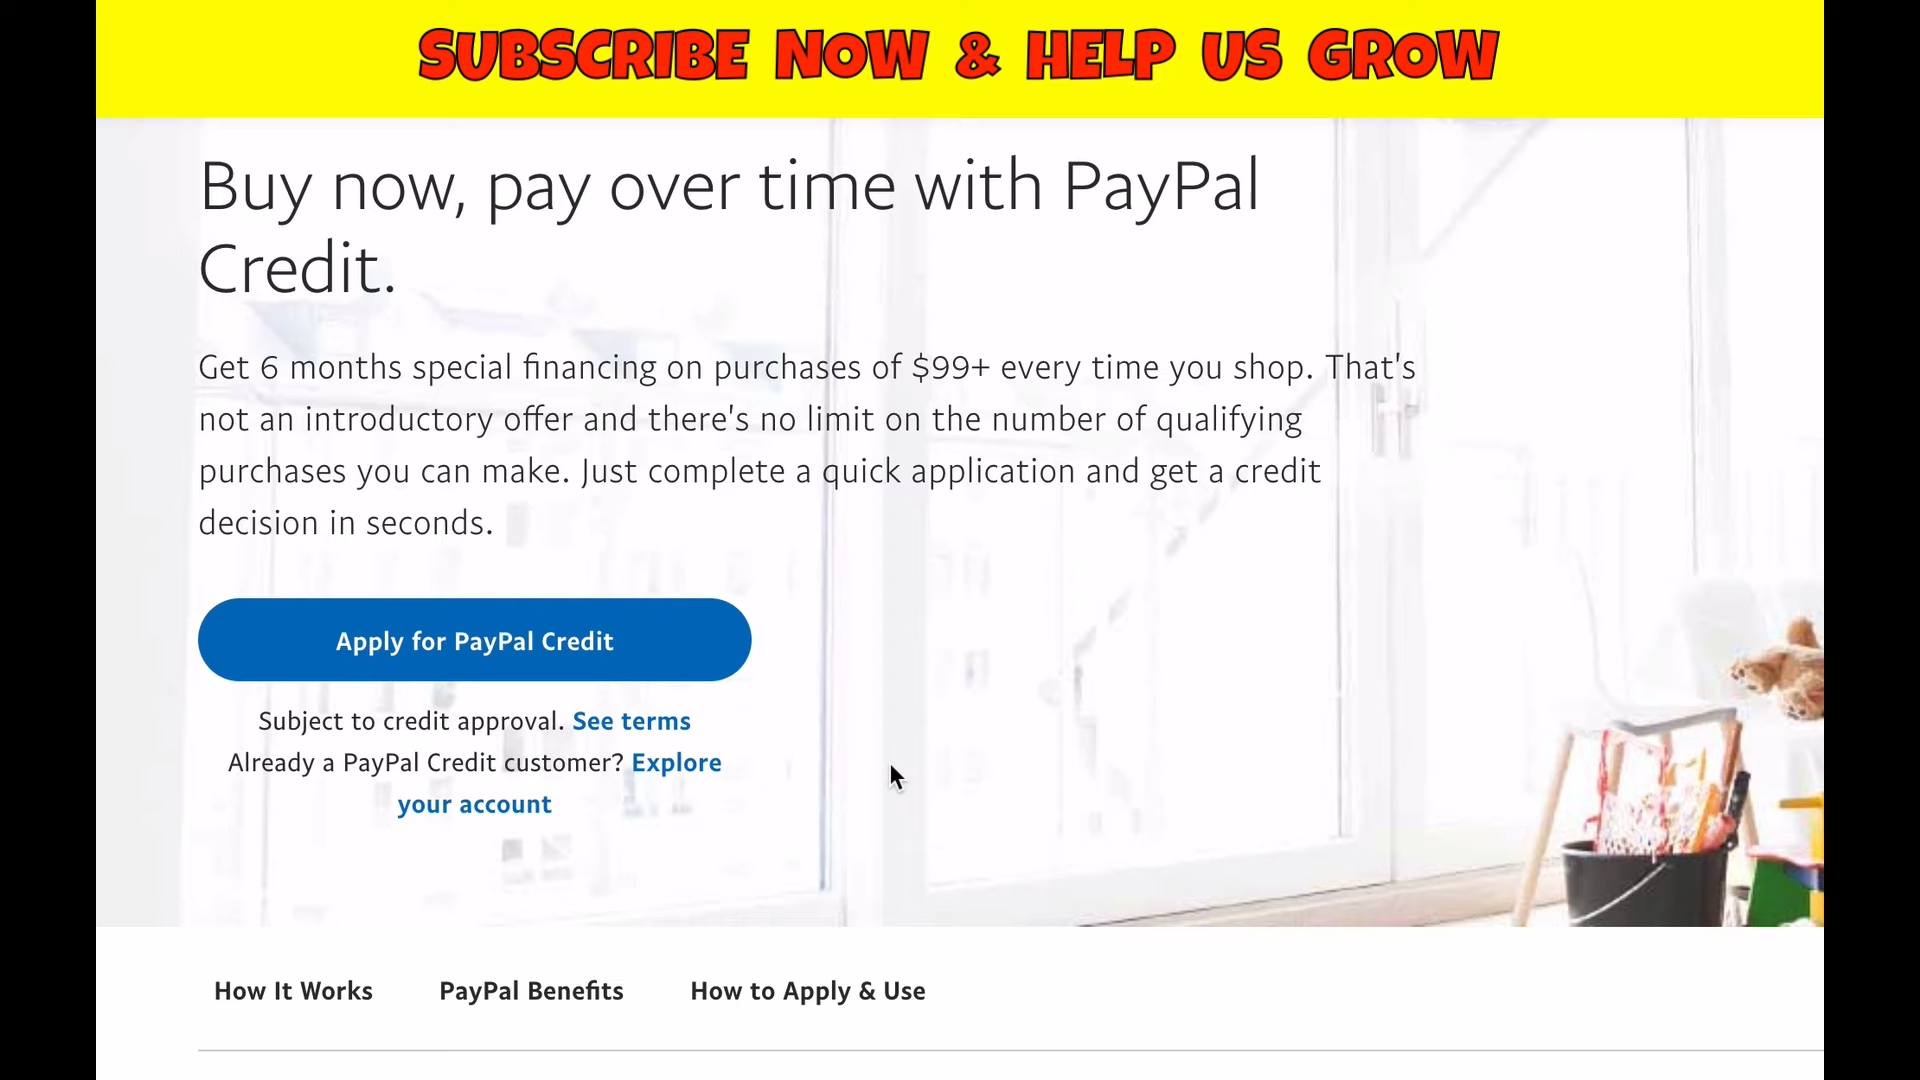 SUBSCRIBE NOW & HELP US GROW
Buy now, pay over time with PayPal
Credit.
Get 6 months special financing on purchases of $99+ every time you shop. That's
not an introductory offer and there's no limit on the number of qualifying
purchases you can make. Just complete a quick application and get a credit
decision in seconds.
Apply for PayPal Credit
Subject to credit approval. See terms
Already a PayPal Credit customer? Explore
your account
How It Works PayPal Benefits How to Apply & Use